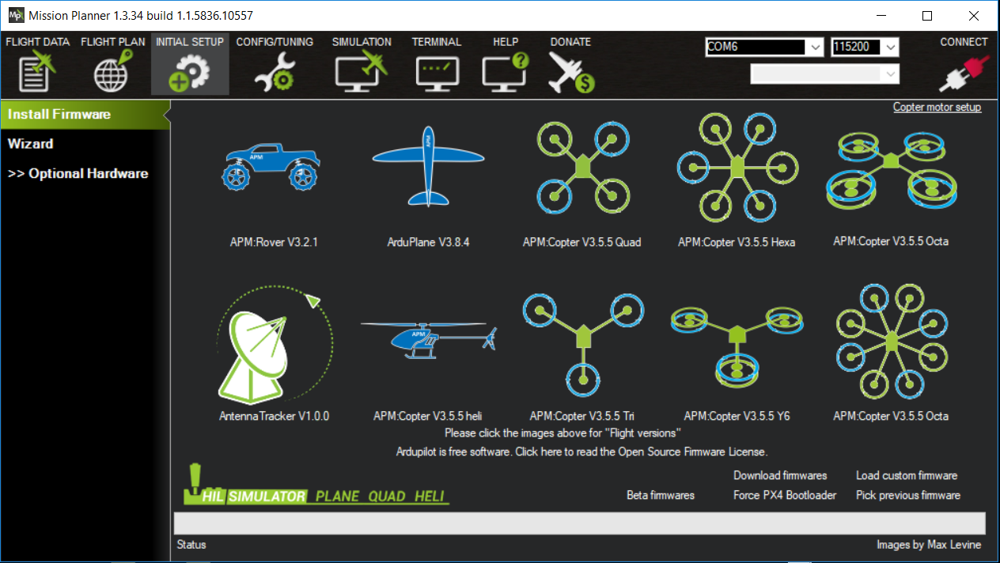 Mp Mission Planner 1.3.34 build 1.1.5836.10557
FLIGHT DATA FLIGHT PLAN INITIAL SETUP CONFIG/TUNING SIMULATION TERMINAL HELP DONATE COM6 115200 CONNECT
Copter motor setup
Install Firmware
Wizard
>> Optional Hardware
APM APM
APM:Rover V3.2.1 ArduPlane V3.8.4 APM:Copter V3.5.5 Quad APM:Copter V3.5.5 Hexa APM:Copter V3.5.5 Octa
APM
AntennaTracker V1.0.0 APM:Copter V3.5.5 heli APM:Copter V3.5.5 Tri APM:Copter V3.5.5 Y6 APM:Copter V3.5.5 Octa
Please click the images above for "Flight versions"
Ardupilot is free software. Click here to read the Open Source Firmware License.
Download firmwares Load custom firmware
HIL SIMULATOR PLANE QUAD HELI Beta firmwares Force PX4 Bootloader Pick previous firmware
Status Images by Max Levine